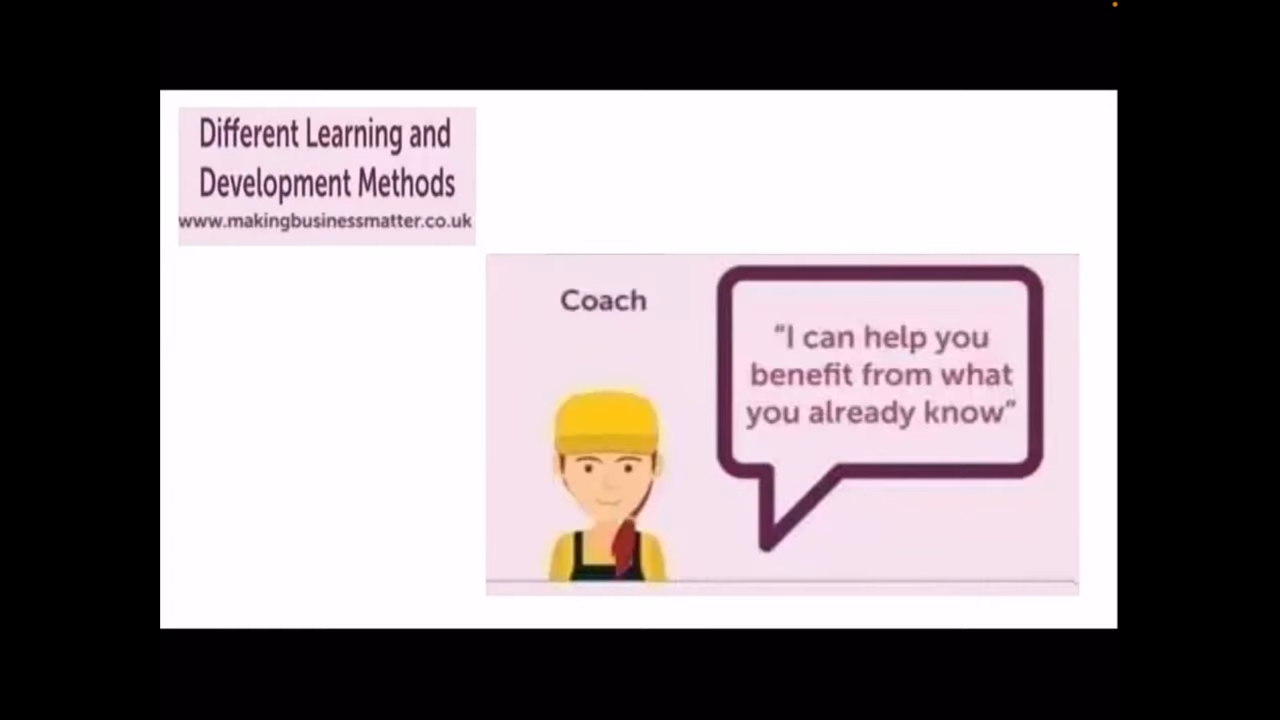 Different Learning and
Development Methods
www.makingbusinessmatter.co.uk
Coach
“I can help you
benefit from what
you already know”